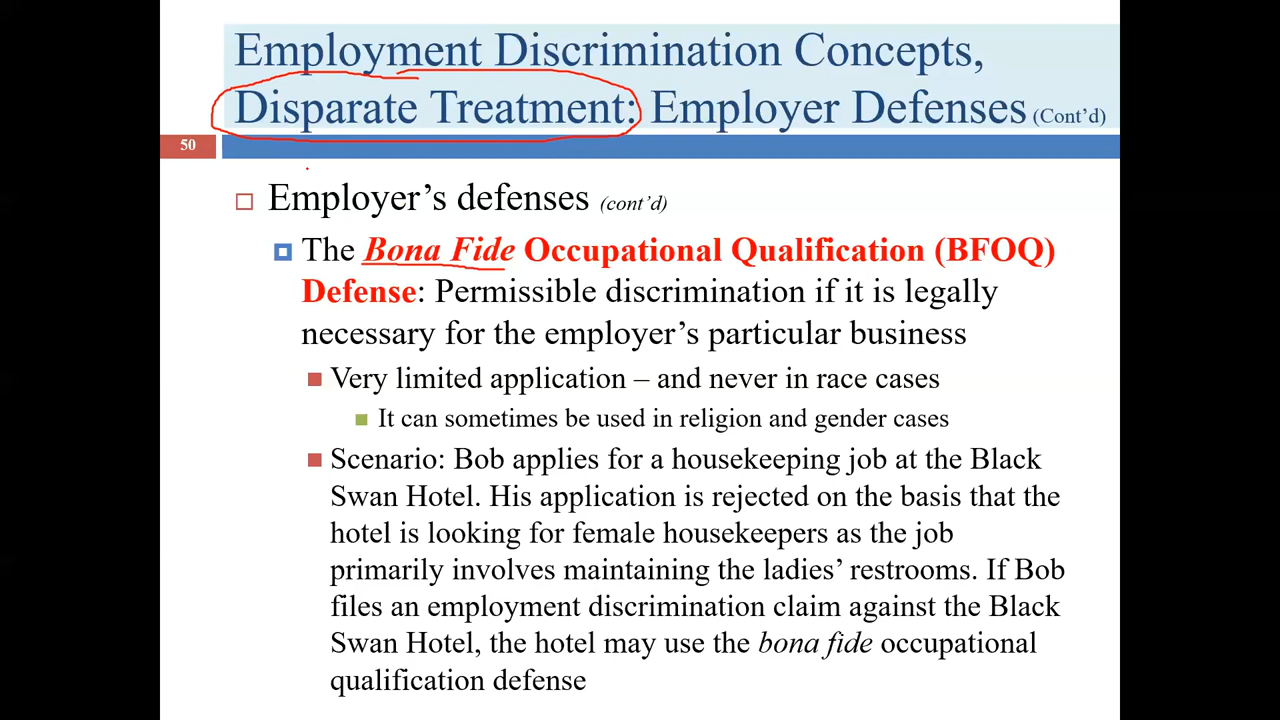 Employment Discrimination Concepts,
Disparate Treatment: Employer Defenses (Cont'd)
50
Employer's defenses (cont'd)
The Bona Fide Occupational Qualification (BFOQ)
Defense: Permissible discrimination if it is legally
necessary for the employer's particular business
Very limited application – and never in race cases
It can sometimes be used in religion and gender cases
Scenario: Bob applies for a housekeeping job at the Black
Swan Hotel. His application is rejected on the basis that the
hotel is looking for female housekeepers as the job
primarily involves maintaining the ladies' restrooms. If Bob
files an employment discrimination claim against the Black
Swan Hotel, the hotel may use the bona fide occupational
qualification defense